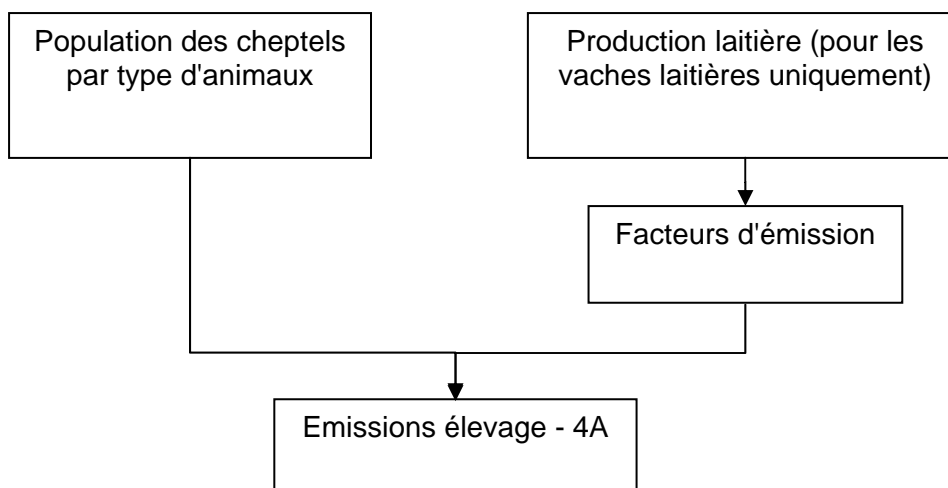 Population des cheptels
par type d'animaux
Production laitière (pour les
vaches laitières uniquement)
Facteurs d'émission
Emissions élevage - 4A